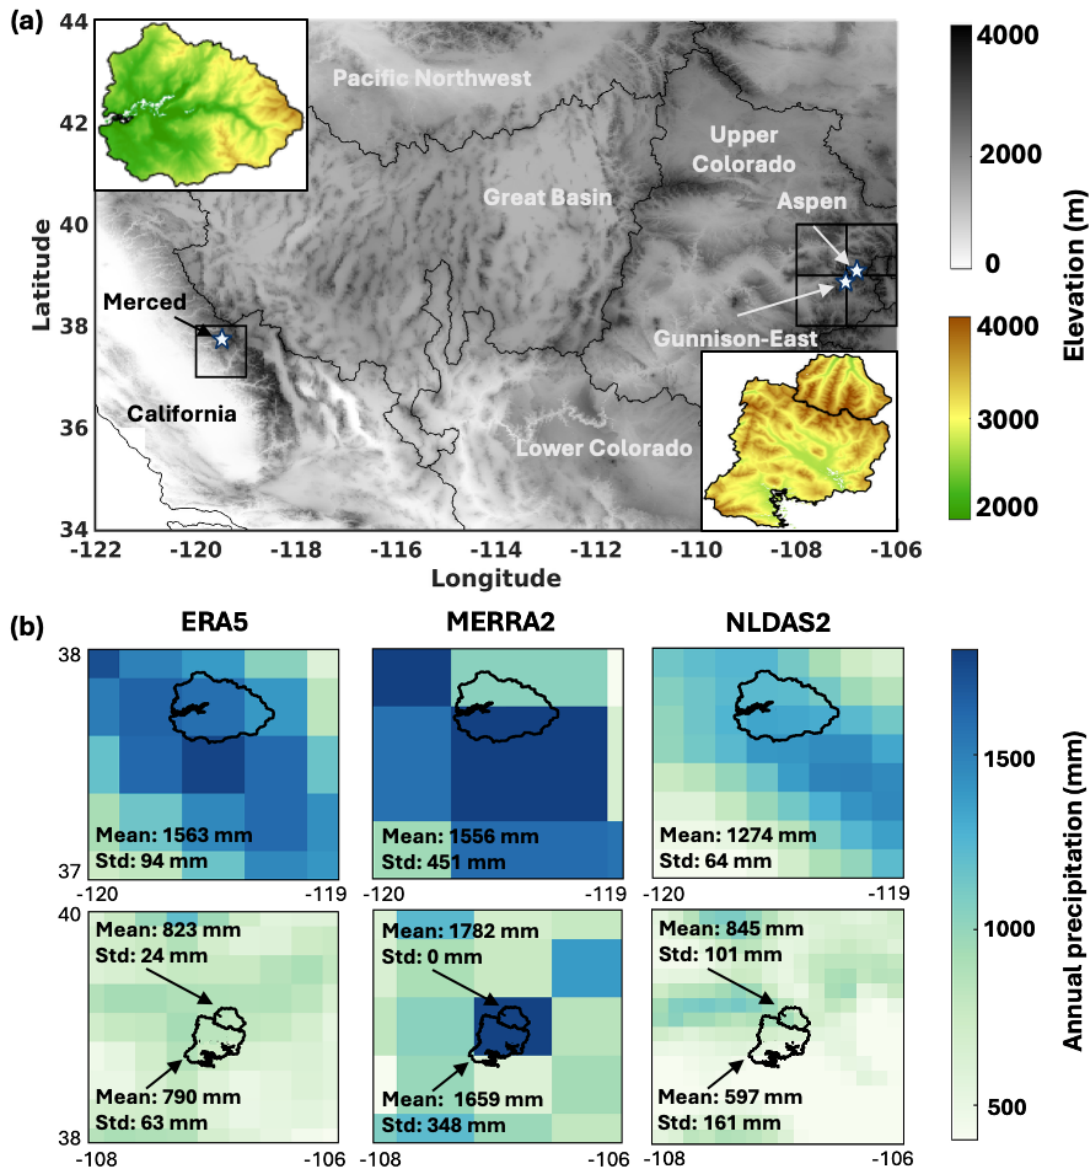 (a)
44
42
40
38
36
34
Latitude
Pacific Northwest
Upper
Colorado
Great Basin
Aspen
Merced
Gunnison-East
California
Lower Colorado
-122
-120
-118
-116
-114
-112
-110
-108
-106
Longitude
4000
2000
0
4000
3000
2000
Elevation (m)
(b)
ERA5
MERRA2
NLDAS2
38
37
Mean: 1563 mm
Std: 94 mm
-120
-119
Mean: 1556 mm
Std: 451 mm
-120
-119
Mean: 1274 mm
Std: 64 mm
-120
-119
40
38
Mean: 823 mm
Std: 24 mm
Mean: 790 mm
Std: 63 mm
-108
-106
Mean: 1782 mm
Std: 0 mm
Mean: 1659 mm
Std: 348 mm
-108
-106
Mean: 845 mm
Std: 101 mm
Mean: 597 mm
Std: 161 mm
-108
-106
1500
1000
500
Annual precipitation (mm)